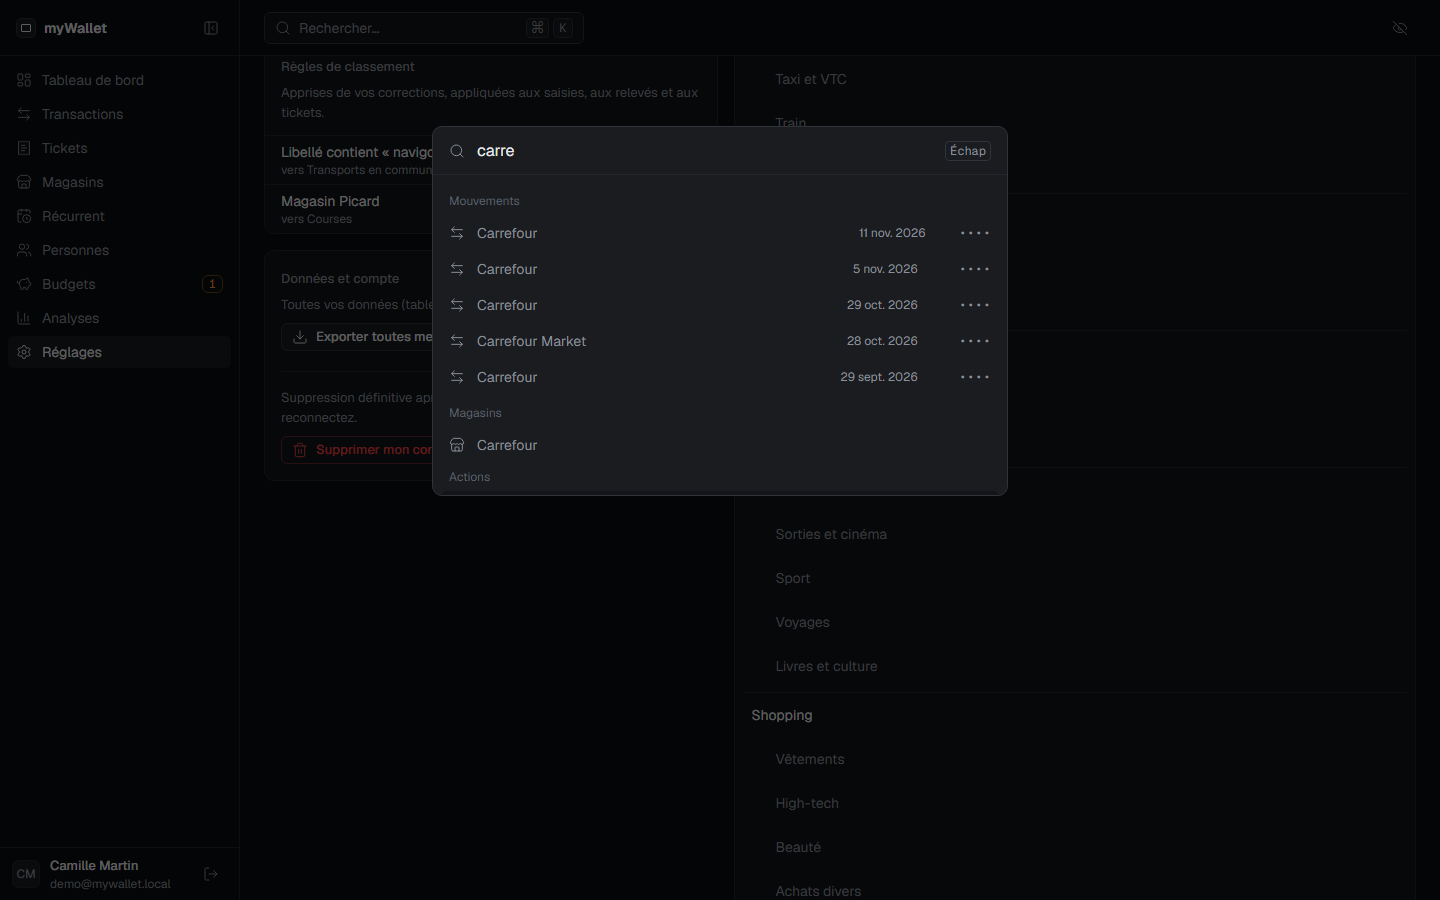 myWallet
Rechercher...
⌘ K
Tableau de bord
Transactions
Tickets
Magasins
Récurrent
Personnes
Budgets
1
Analyses
Réglages
Camille Martin
demo@mywallet.local
CM
Règles de classement
Apprises de vos corrections, appliquées aux saisies, aux relevés et aux
tickets.
Libellé contient « navigo
vers Transports en commun
Magasin Picard
vers Courses
Données et compte
Toutes vos données (table
Exporter toutes me
Suppression définitive
reconnectez.
Supprimer mon
carre
Échap
Mouvements
Carrefour 11 nov. 2026 ••••
Carrefour 5 nov. 2026 ••••
Carrefour 29 oct. 2026 ••••
Carrefour Market 28 oct. 2026 ••••
Carrefour 29 sept. 2026 ••••
Magasins
Carrefour
Actions
Taxi et VTC
Train
Sorties et cinéma
Sport
Voyages
Livres et culture
Shopping
Vêtements
High-tech
Beauté
Achats divers